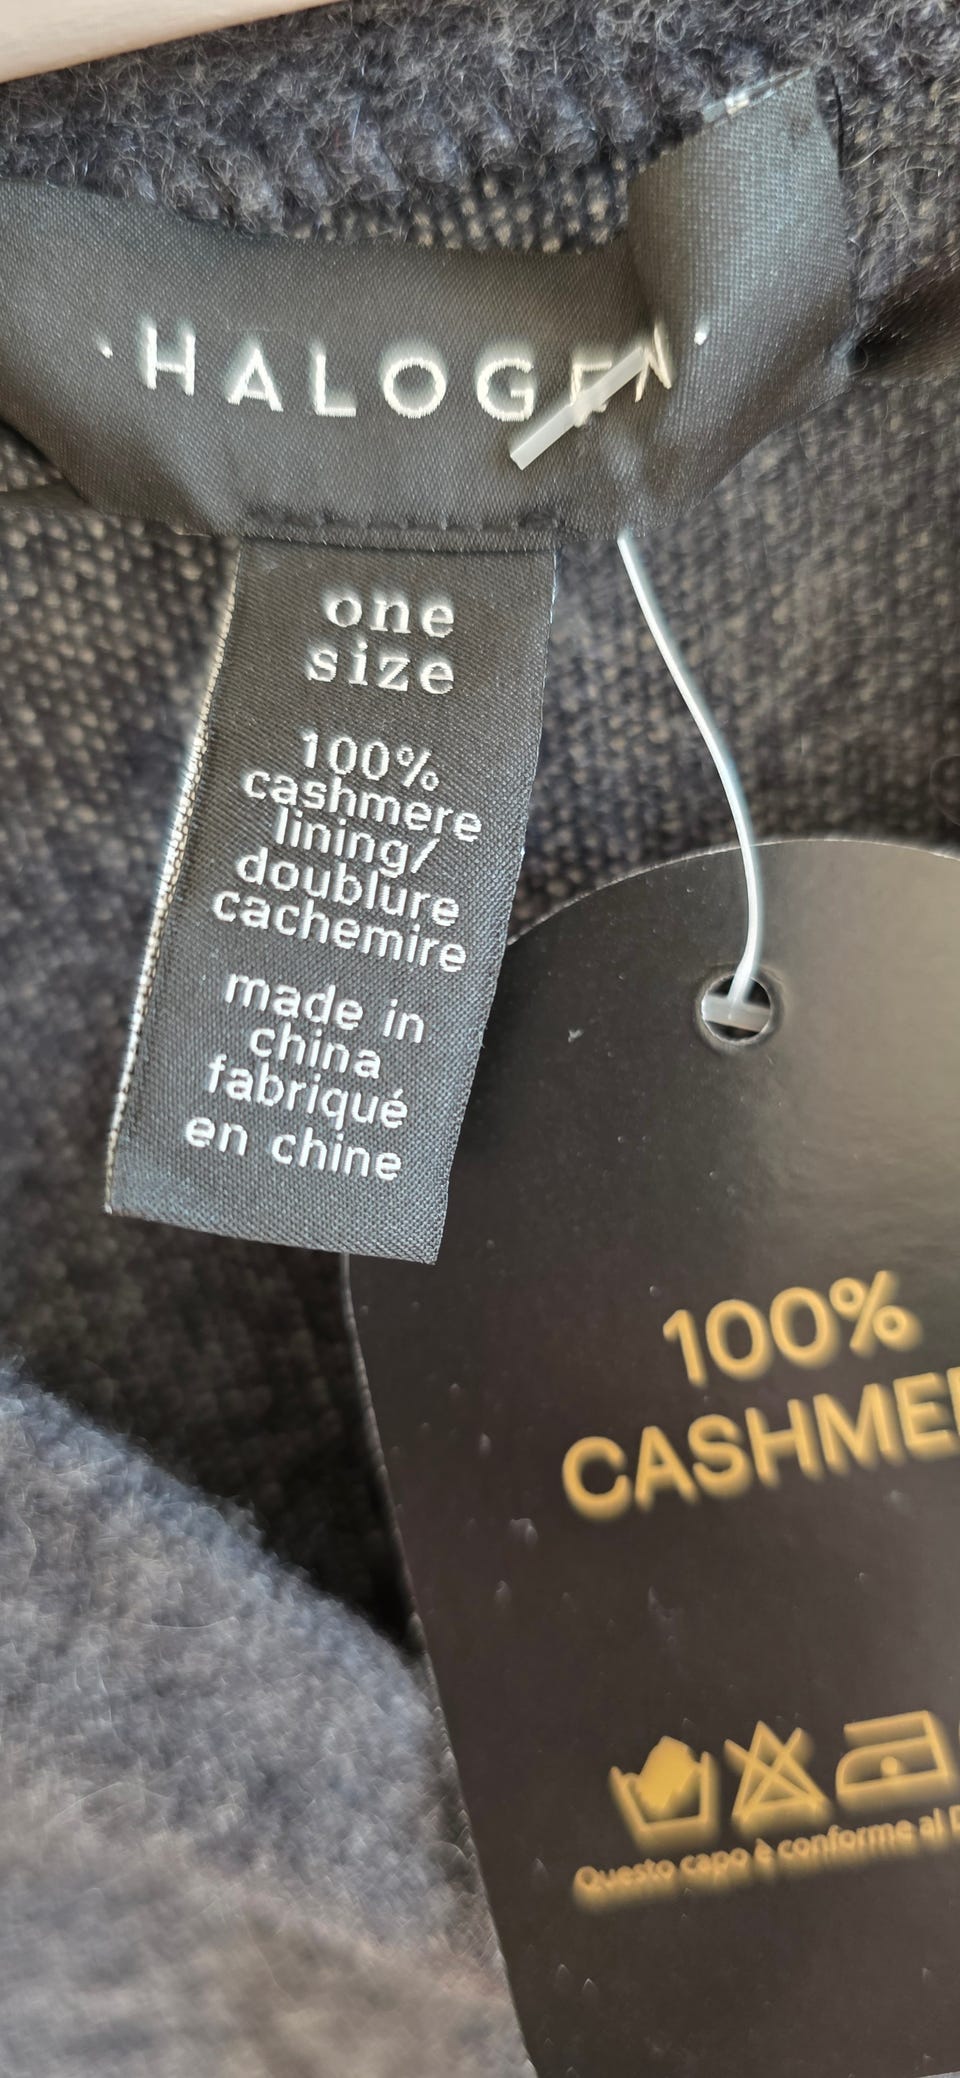 ·HALOGEN·
one
size
100%
cashmere
lining/
doublure
cachemire
made in
china
fabriqué
en chine
100%
CASHMER
Questo capo è conforme al D